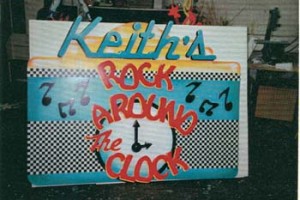 Keith's
ROCK
AROUND
the
CLOCK